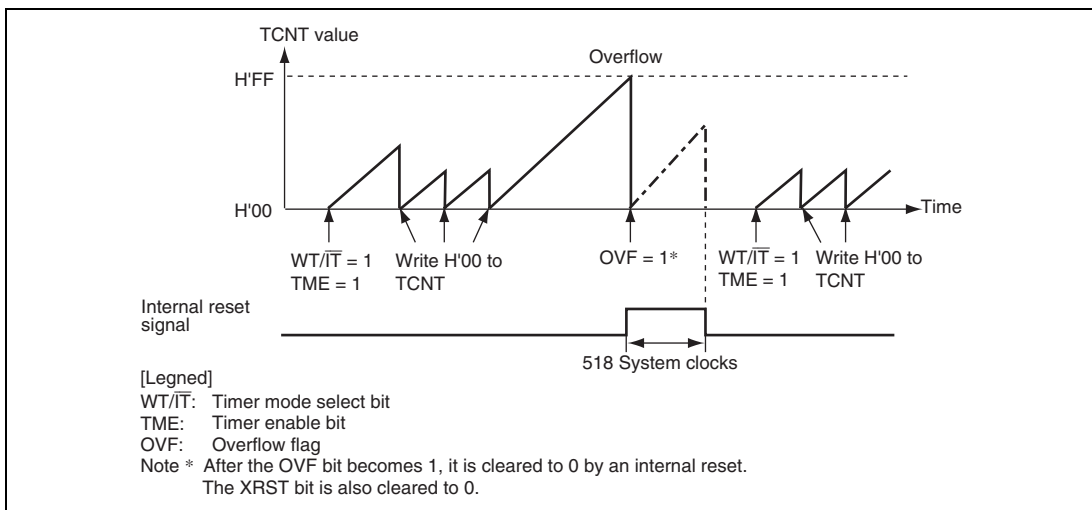 TCNT value
Overflow
H'FF
H'00
Time
WT/IT = 1
TME = 1
Write H'00 to
TCNT
OVF = 1*
WT/IT = 1
TME = 1
Write H'00 to
TCNT
Internal reset
signal
518 System clocks
[Legned]
WT/IT: Timer mode select bit
TME: Timer enable bit
OVF: Overflow flag
Note * After the OVF bit becomes 1, it is cleared to 0 by an internal reset.
The XRST bit is also cleared to 0.